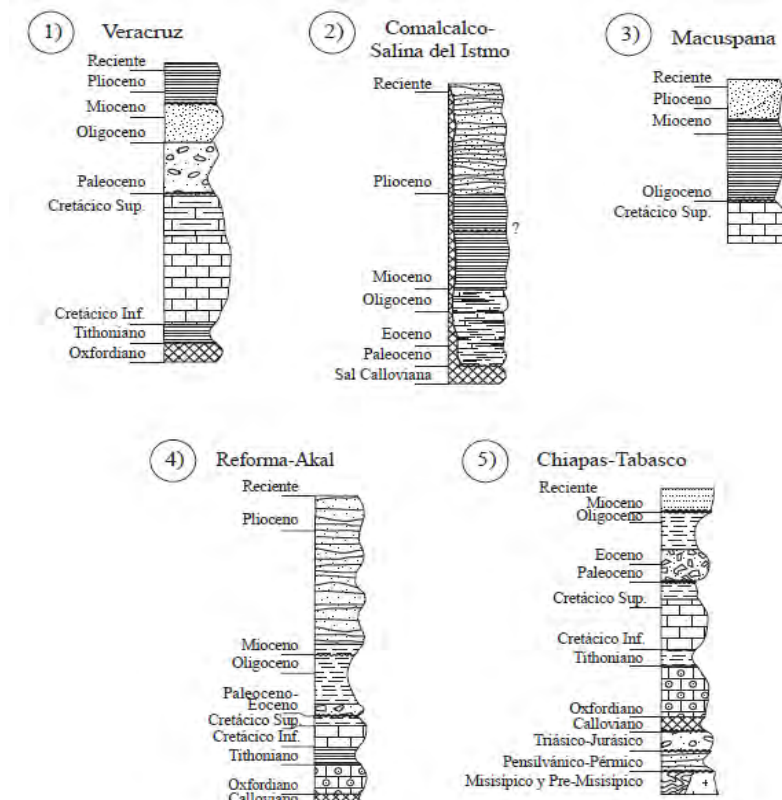 1) Veracruz
Reciente
Plioceno
Mioceno
Oligoceno
Paleoceno
Cretácico Sup.
Cretácico Inf.
Tithoniano
Oxfordiano
2) Comalcalco-
Salina del Istmo
Reciente
Plioceno
?
Mioceno
Oligoceno
Eoceno
Paleoceno
Sal Calloviana
3) Macuspana
Reciente
Plioceno
Mioceno
Oligoceno
Cretácico Sup.
4) Reforma-Akal
Reciente
Plioceno
Mioceno
Oligoceno
Paleoceno-
Eoceno
Cretácico Sup.
Cretácico Inf.
Tithoniano
Oxfordiano
Calloviano
5) Chiapas-Tabasco
Reciente
Mioceno
Oligoceno
Eoceno
Paleoceno
Cretácico Sup.
Cretácico Inf.
Tithoniano
Oxfordiano
Calloviano
Triásico-Jurásico
Pensilvánico-Pérmico
Misisípico y Pre-Misisípico